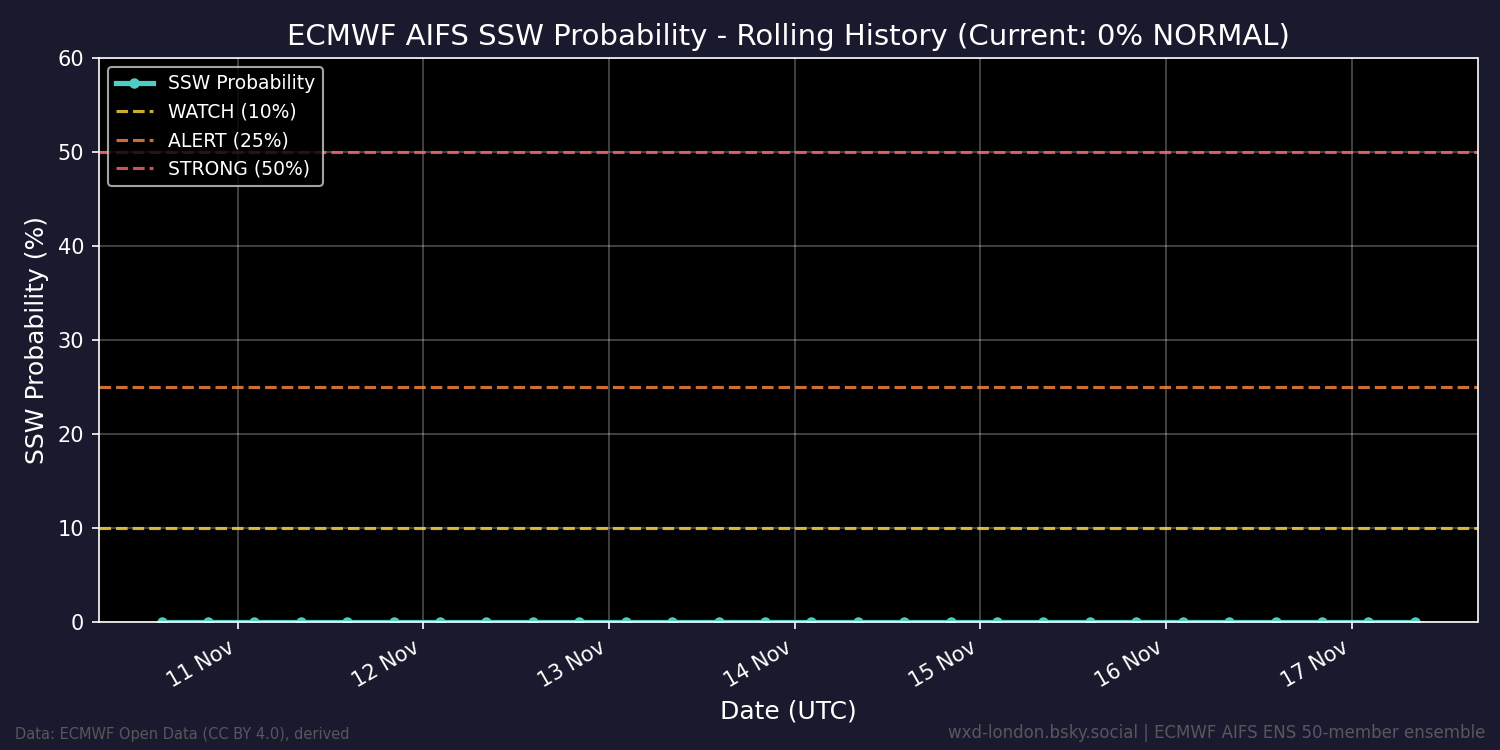 ECMWF AIFS SSW Probability - Rolling History (Current: 0% NORMAL)
SSW Probability
WATCH (10%)
ALERT (25%)
STRONG (50%)
SSW Probability (%)
60
50
40
30
20
10
0
11 Nov
12 Nov
13 Nov
14 Nov
15 Nov
16 Nov
17 Nov
Date (UTC)
Data: ECMWF Open Data (CC BY 4.0), derived
wxd-london.bsky.social | ECMWF AIFS ENS 50-member ensemble